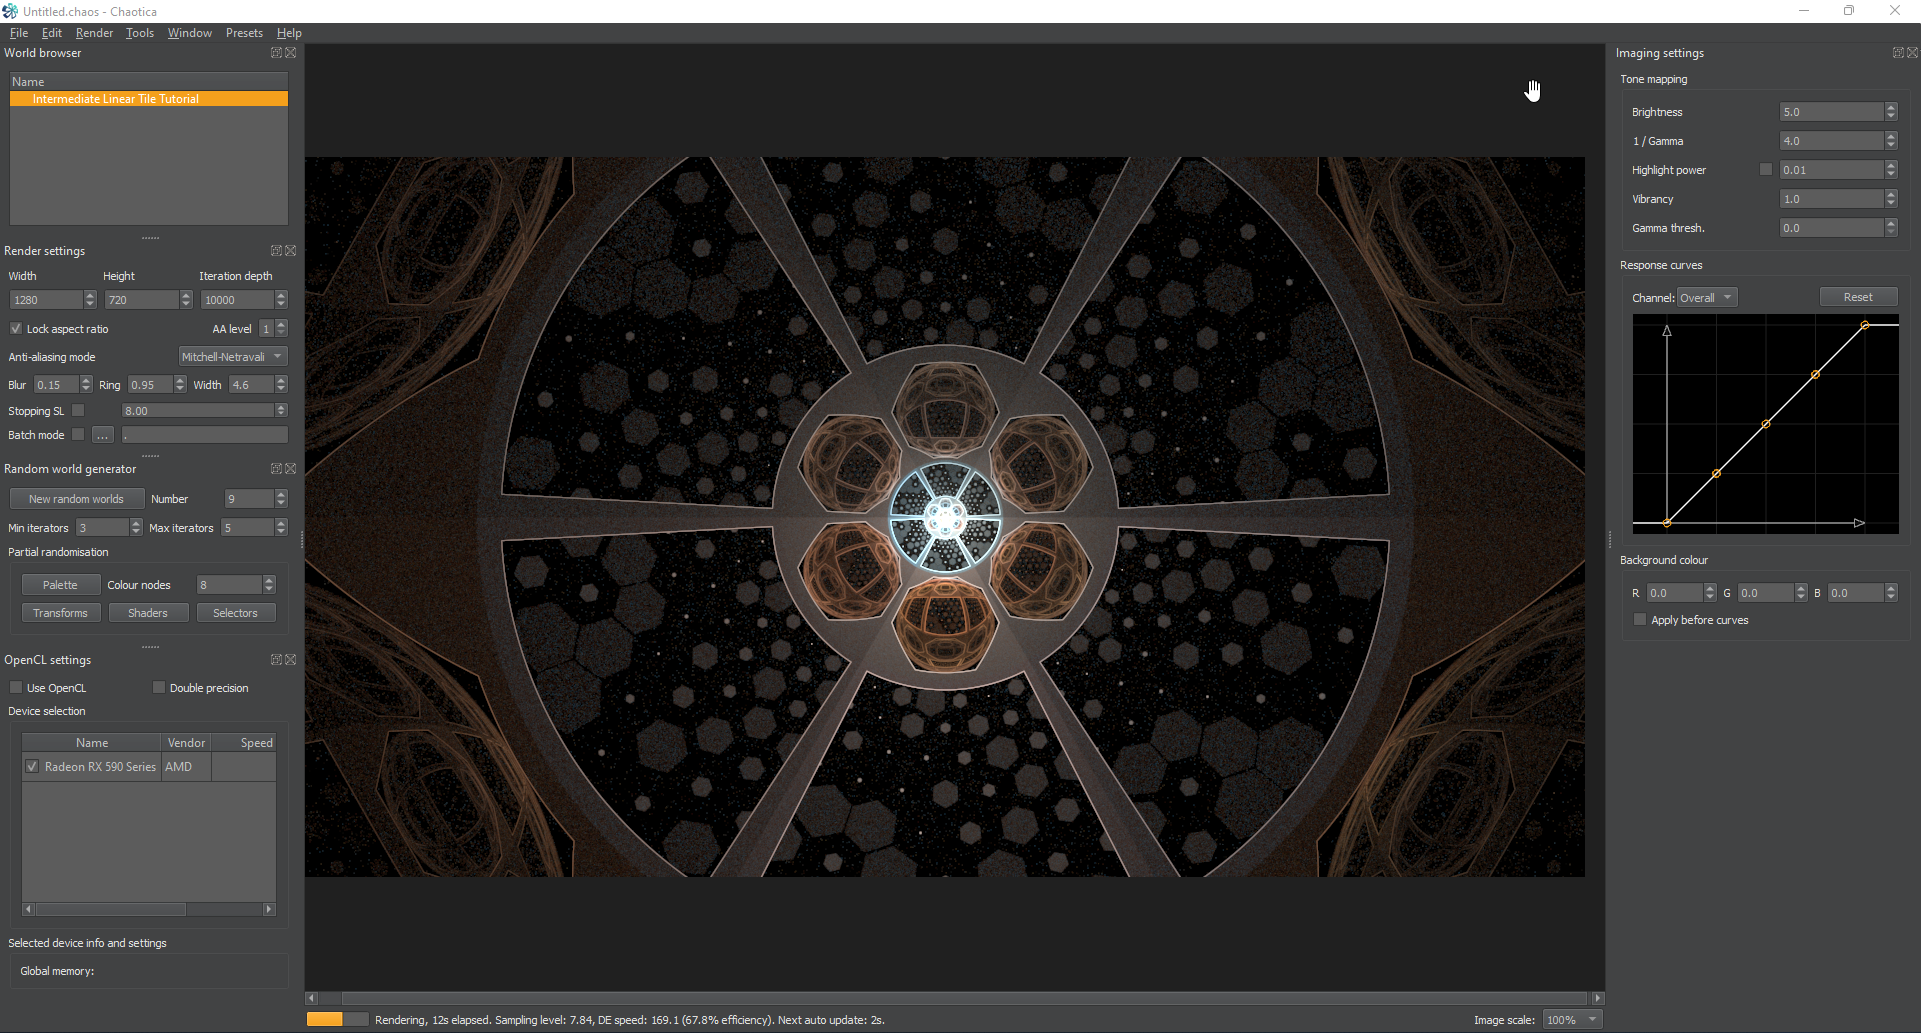 Untitled.chaos - Chaotica
File Edit Render Tools Window Presets Help
World browser
Name
Intermediate Linear Tile Tutorial
Render settings
Width Height Iteration depth
1280 720 10000
Lock aspect ratio AA level 1
Anti-aliasing mode Mitchell-Netravali
Blur 0.15 Ring 0.95 Width 4.6
Stopping SL 8.00
Batch mode ... .
Random world generator
New random worlds Number 9
Min iterators 3 Max iterators 5
Partial randomisation
Palette Colour nodes 8
Transforms Shaders Selectors
OpenCL settings
Use OpenCL Double precision
Device selection
Name Vendor Speed
Radeon RX 590 Series AMD
Selected device info and settings
Global memory:
Rendering, 12s elapsed. Sampling level: 7.84, DE speed: 169.1 (67.8% efficiency). Next auto update: 2s.
Image scale: 100%
Imaging settings
Tone mapping
Brightness 5.0
1 / Gamma 4.0
Highlight power 0.01
Vibrancy 1.0
Gamma thresh. 0.0
Response curves
Channel: Overall Reset
Background colour
R 0.0 G 0.0 B 0.0
Apply before curves